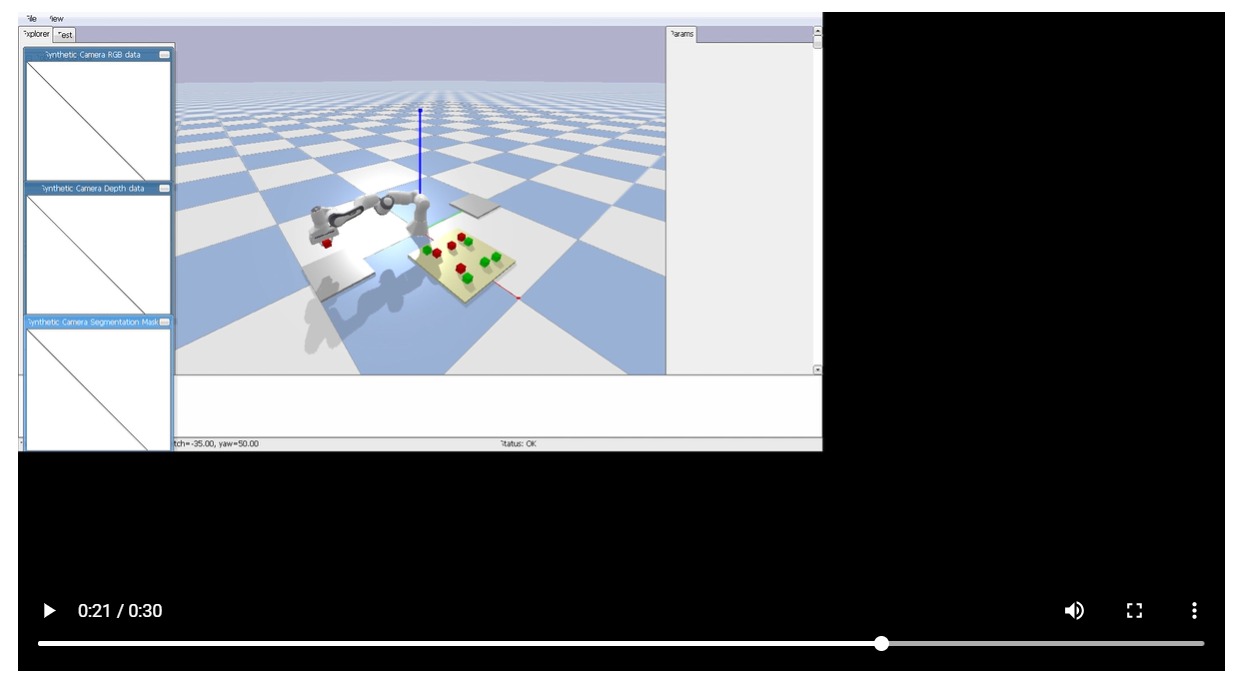 File View
Explorer Test
Params
Synthetic Camera RGB data
Synthetic Camera Depth data
Synthetic Camera Segmentation Mask
tch=-35.00, yaw=50.00
Status: OK
0:21 / 0:30